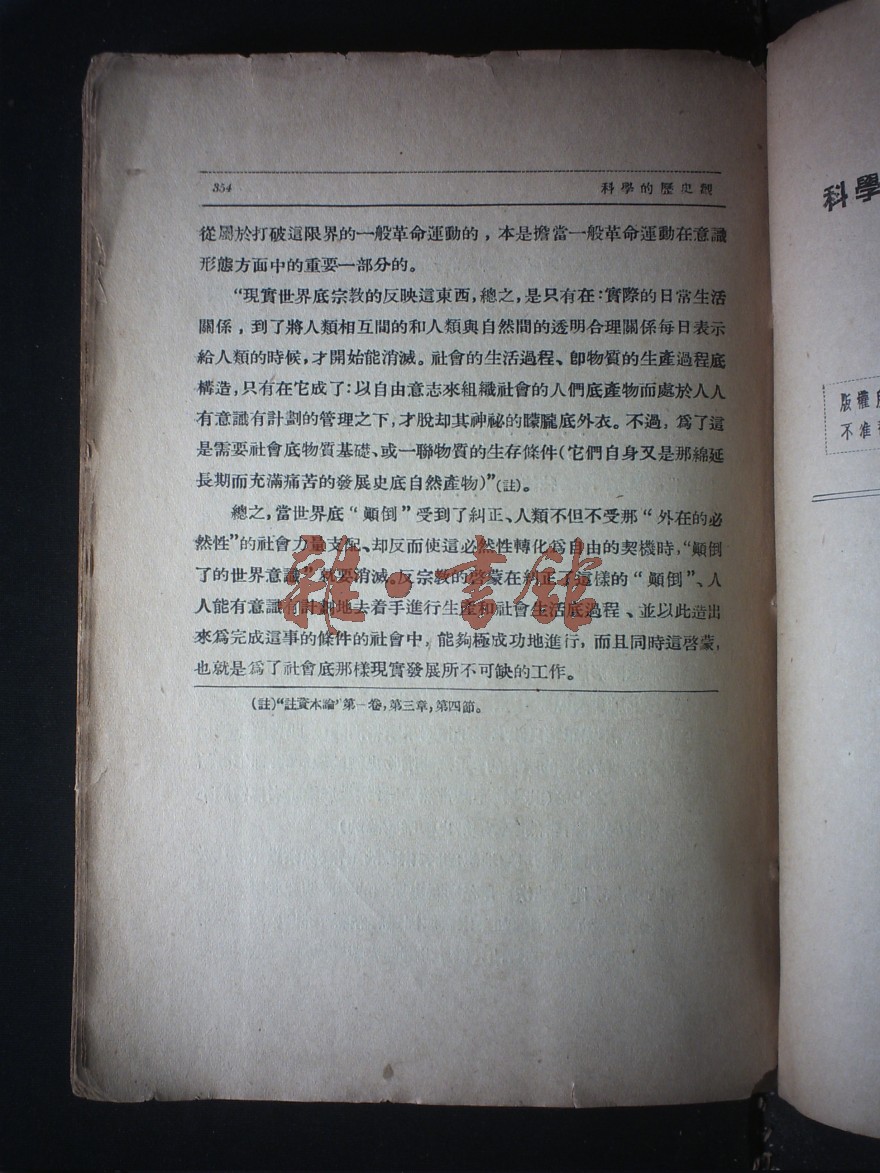 354 科學的歷史觀
從屬於打破這限界的一般革命運動的，本是擔當一般革命運動在意識
形態方面中的重要一部分的。
“現實世界底宗教的反映這東西，總之，是只有在：實際的日常生活
關係，到了將人類相互間的和人類與自然間的透明合理關係每日表示
給人類的時候，才開始能消滅。社會的生活過程、卽物質的生產過程底
構造，只有在它成了：以自由意志來組織社會的人們底產物而處於人人
有意識有計劃的管理之下，才脫却其神祕的朦朧底外衣。不過，爲了這
是需要社會底物質基礎、或一聯物質的生存條件（它們自身又是那綿延
長期而充滿痛苦的發展史底自然產物）”（註）。
總之，當世界底“顚倒”受到了糾正、人類不但不受那“外在的必
然性”的社會力量支配、却反而使這必然性轉化爲自由的契機時，“顚倒
了的世界意識”就要消滅。反宗教的啓蒙在糾正了這樣的“顚倒”、人
人能有意識有計劃地去着手進行生產和社會生活底過程、並以此造出
來爲完成這事的條件的社會中，能夠極成功地進行，而且同時這啓蒙，
也就是爲了社會底那樣現實發展所不可缺的工作。
（註）“註資本論”第一卷，第三章，第四節。
雜·書館
科學
版權
不准